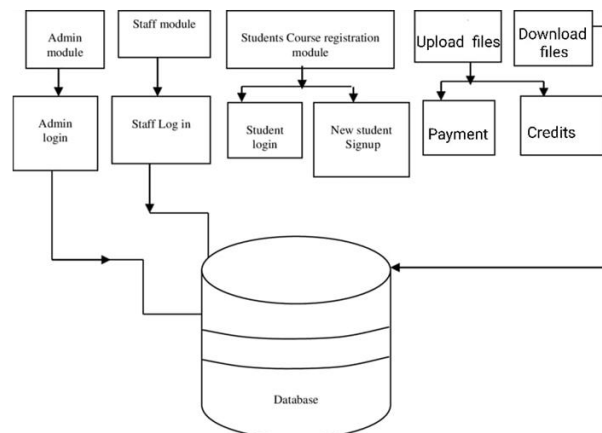 Admin
module
Staff module
Students Course registration
module
Upload files
Download
files
Admin
login
Staff Log in
Student
login
New student
Signup
Payment
Credits
Database